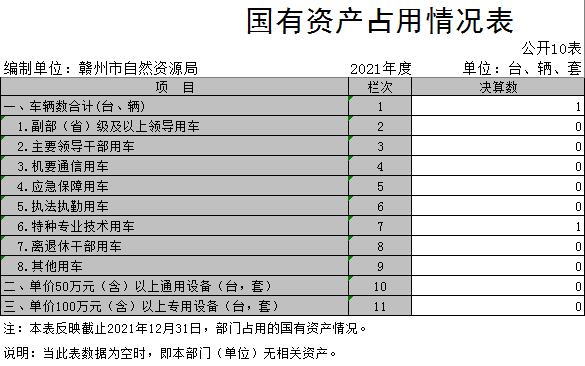 国有资产占用情况表
公开10表
编制单位：赣州市自然资源局 2021年度 单位：台、辆、套
项 目 栏次 决算数
一、车辆数合计(台、辆) 1 1
1.副部（省）级及以上领导用车 2 0
2.主要领导干部用车 3 0
3.机要通信用车 4 0
4.应急保障用车 5 0
5.执法执勤用车 6 0
6.特种专业技术用车 7 1
7.离退休干部用车 8 0
8.其他用车 9 0
二、单价50万元（含）以上通用设备（台，套） 10 0
三、单价100万元（含）以上专用设备（台，套） 11 0
注：本表反映截止2021年12月31日，部门占用的国有资产情况。
说明：当此表数据为空时，即本部门（单位）无相关资产。